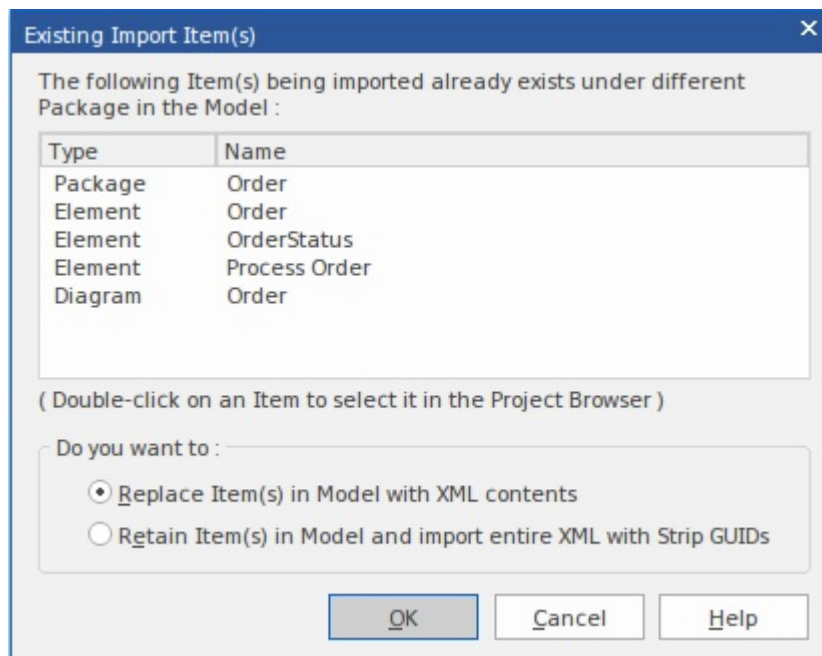 Existing Import Item(s)
The following Item(s) being imported already exists under different
Package in the Model :
Type Name
Package Order
Element Order
Element OrderStatus
Element Process Order
Diagram Order
( Double-click on an Item to select it in the Project Browser )
Do you want to :
Replace Item(s) in Model with XML contents
Retain Item(s) in Model and import entire XML with Strip GUIDs
OK Cancel Help